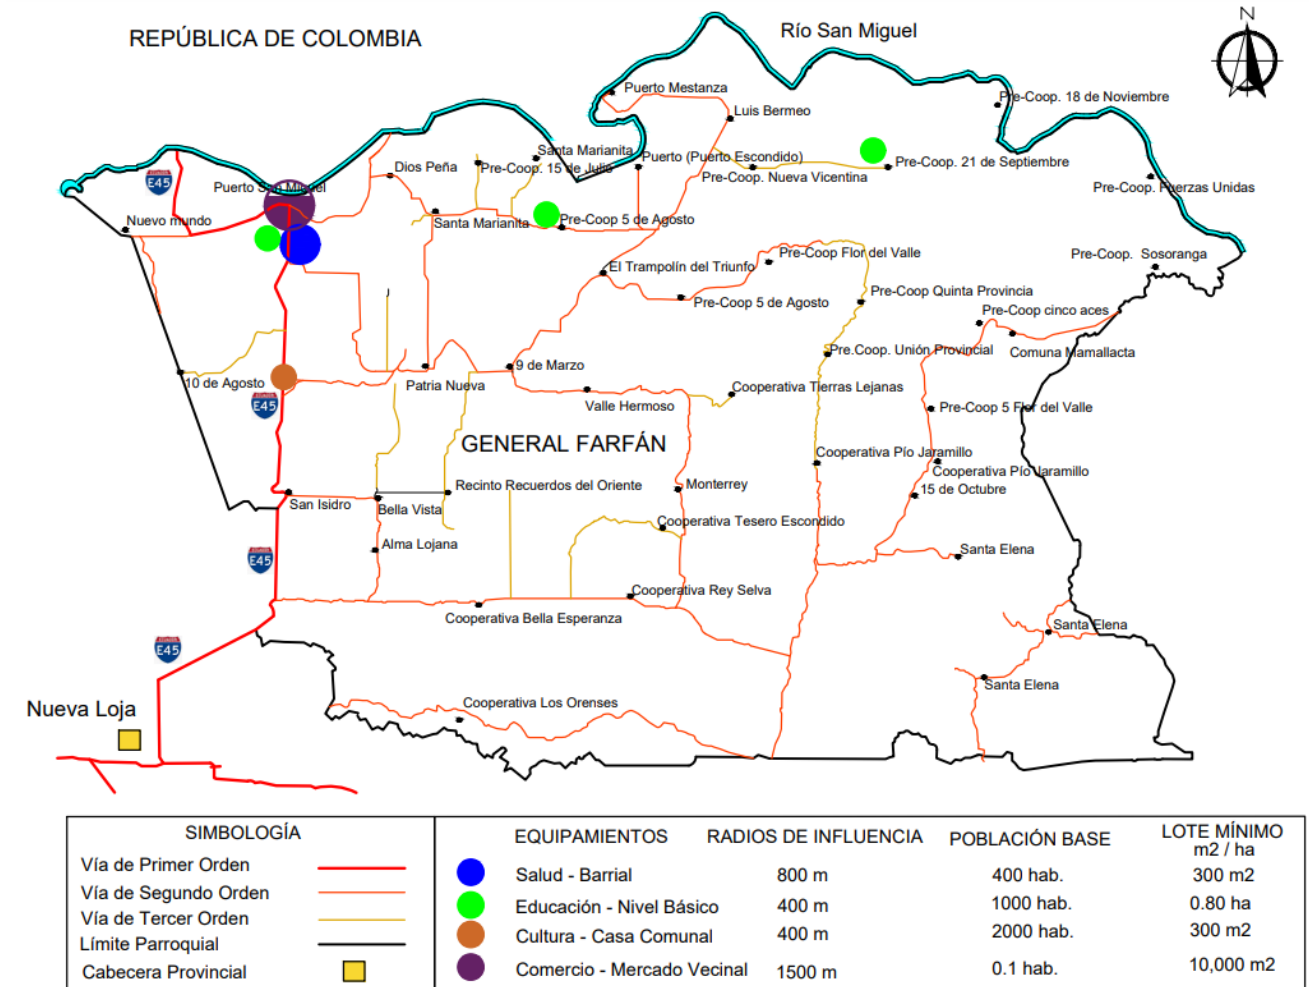 REPÚBLICA DE COLOMBIA
Río San Miguel
N
Puerto Mestanza
Pre-Coop. 18 de Noviembre
Luis Bermeo
Santa Marianita
Dios Peña
Pre-Coop. 15 de Julio
Puerto (Puerto Escondido)
Pre-Coop. 21 de Septiembre
Pre-Coop. Nueva Vicentina
E45
Puerto San Miguel
Pre-Coop. Fuerzas Unidas
Nuevo mundo
Santa Marianita
Pre-Coop 5 de Agosto
Pre-Coop Flor del Valle
Pre-Coop. Sosoranga
El Trampolín del Triunfo
Pre-Coop Quinta Provincia
Pre-Coop 5 de Agosto
Pre-Coop cinco aces
Pre.Coop. Unión Provincial
Comuna Mamallacta
9 de Marzo
10 de Agosto
Patria Nueva
Cooperativa Tierras Lejanas
E45
Valle Hermoso
Pre-Coop 5 Flor del Valle
GENERAL FARFÁN
Cooperativa Pío Jaramillo
Cooperativa Pío Jaramillo
Recinto Recuerdos del Oriente
Monterrey
15 de Octubre
San Isidro
Bella Vista
Cooperativa Tesero Escondido
Alma Lojana
Santa Elena
E45
Cooperativa Rey Selva
Cooperativa Bella Esperanza
Santa Elena
E45
Santa Elena
Nueva Loja
Cooperativa Los Orenses
SIMBOLOGÍA
Vía de Primer Orden
Vía de Segundo Orden
Vía de Tercer Orden
Límite Parroquial
Cabecera Provincial
EQUIPAMIENTOS RADIOS DE INFLUENCIA POBLACIÓN BASE LOTE MÍNIMO
m2 / ha
Salud - Barrial 800 m 400 hab. 300 m2
Educación - Nivel Básico 400 m 1000 hab. 0.80 ha
Cultura - Casa Comunal 400 m 2000 hab. 300 m2
Comercio - Mercado Vecinal 1500 m 0.1 hab. 10,000 m2